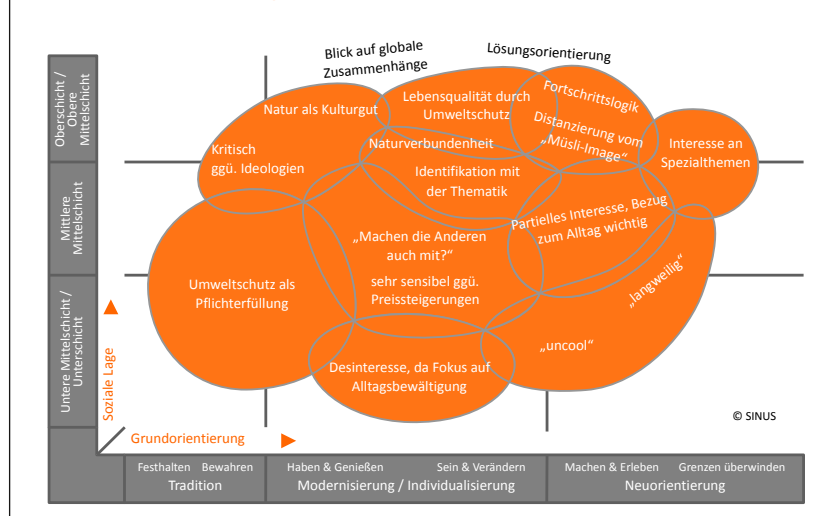 Blick auf globale
Zusammenhänge
Lösungsorientierung
Oberschicht /
Obere
Mittelschicht
Mittlere
Mittelschicht
Untere Mittelschicht /
Unterschicht
Soziale Lage
Natur als Kulturgut
Lebensqualität durch
Umweltschutz
Fortschrittslogik
Distanzierung vom
„Müsli-Image“
Interesse an
Spezialthemen
Kritisch
ggü. Ideologien
Naturverbundenheit
Identifikation mit
der Thematik
Partielles Interesse, Bezug
zum Alltag wichtig
„Machen die Anderen
auch mit?“
sehr sensibel ggü.
Preissteigerungen
Umweltschutz als
Pflichterfüllung
„langweilig“
„uncool“
Desinteresse, da Fokus auf
Alltagsbewältigung
© SINUS
Grundorientierung
Festhalten Bewahren
Tradition
Haben & Genießen Sein & Verändern
Modernisierung / Individualisierung
Machen & Erleben Grenzen überwinden
Neuorientierung